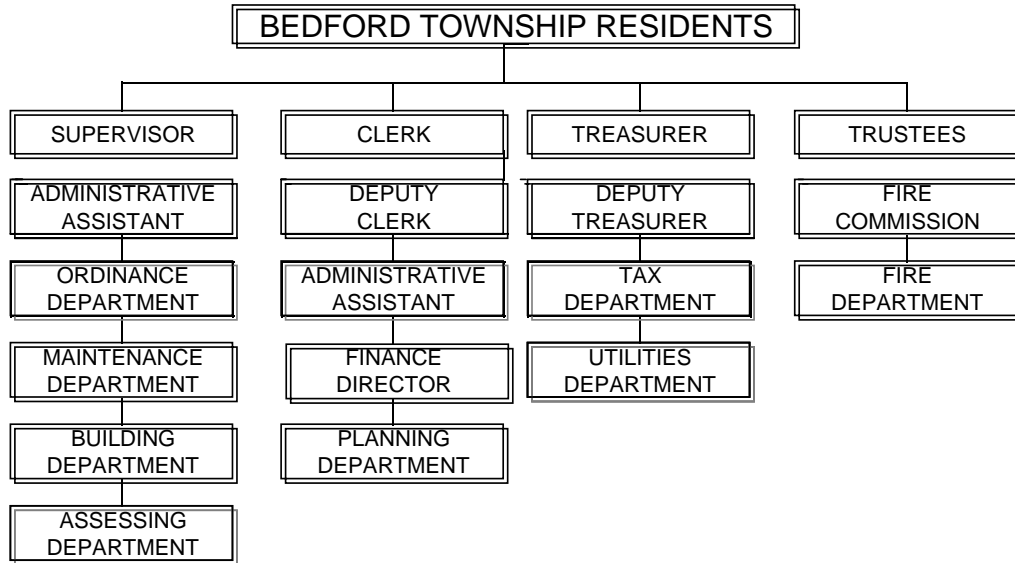 BEDFORD TOWNSHIP RESIDENTS
SUPERVISOR
ADMINISTRATIVE
ASSISTANT
ORDINANCE
DEPARTMENT
MAINTENANCE
DEPARTMENT
BUILDING
DEPARTMENT
ASSESSING
DEPARTMENT
CLERK
DEPUTY
CLERK
ADMINISTRATIVE
ASSISTANT
FINANCE
DIRECTOR
PLANNING
DEPARTMENT
TREASURER
DEPUTY
TREASURER
TAX
DEPARTMENT
UTILITIES
DEPARTMENT
TRUSTEES
FIRE
COMMISSION
FIRE
DEPARTMENT